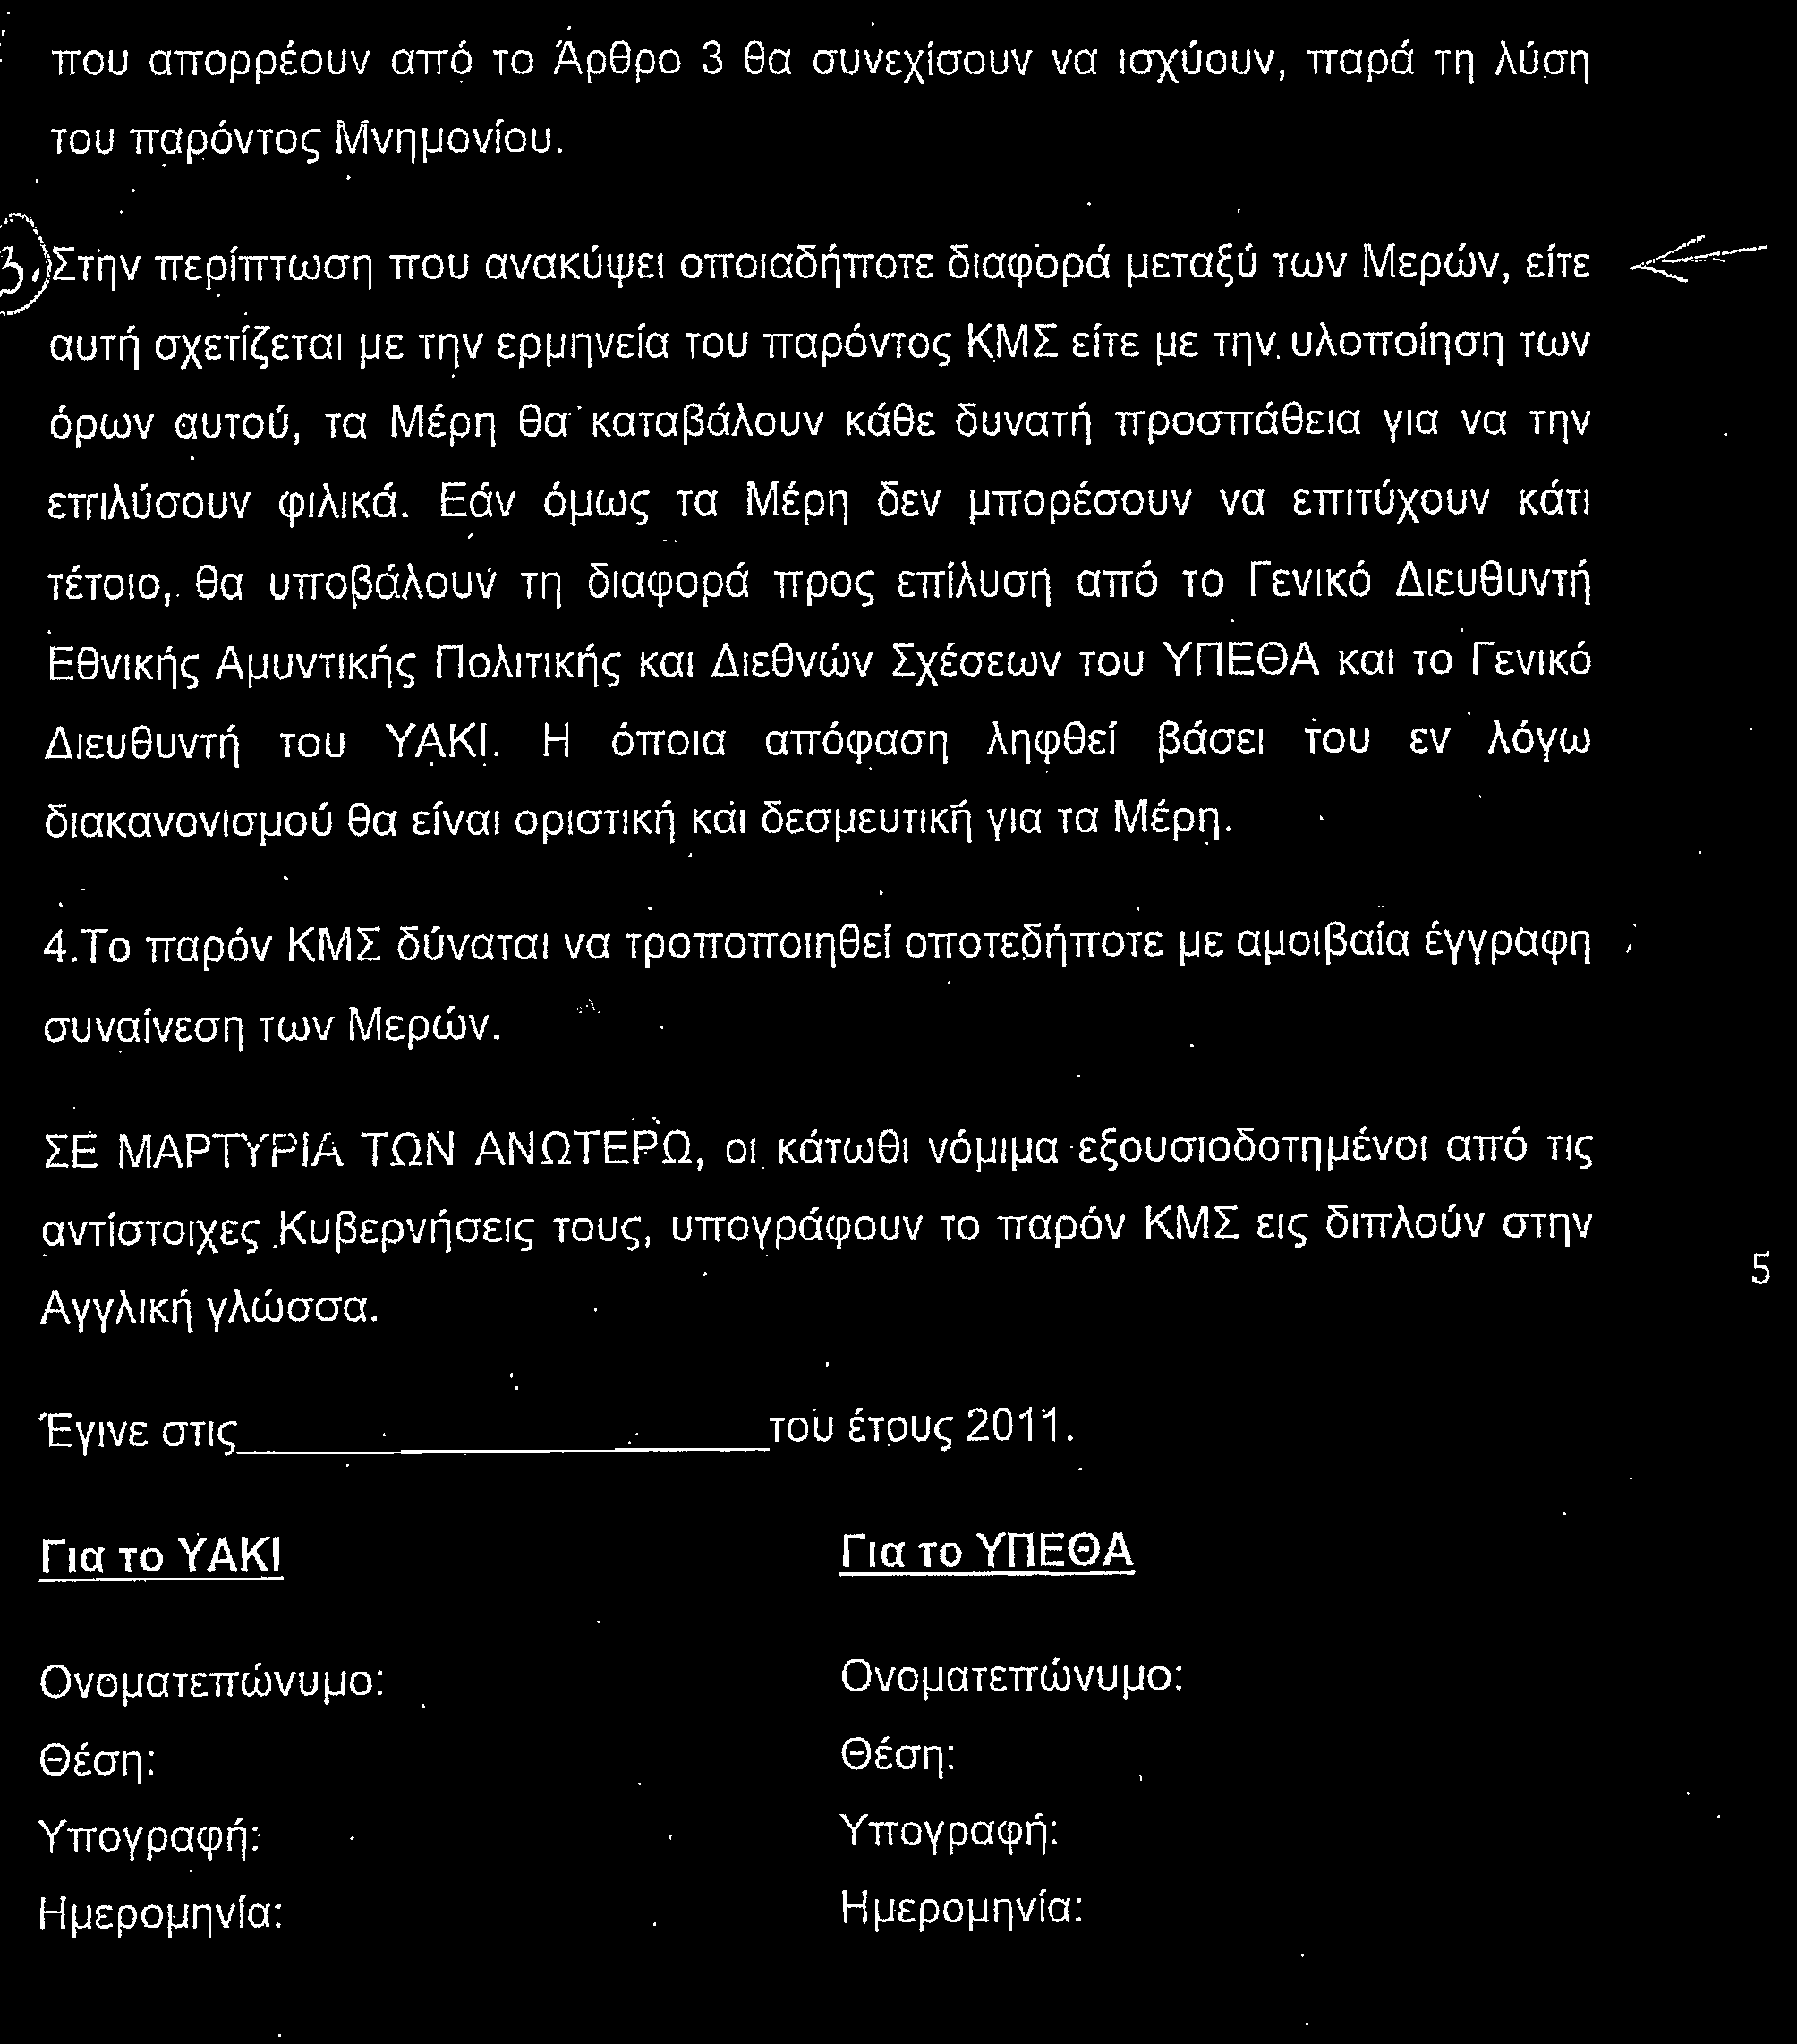 που απορρέουν από το Άρθρο 3 θα συνεχίσουν να ισχύουν, παρά τη λύση
του παρόντος Μνημονίου.
3. Στην περίπτωση που ανακύψει οποιαδήποτε διαφορά μεταξύ των Μερών, είτε
αυτή σχετίζεται με την ερμηνεία του παρόντος ΚΜΣ είτε με την υλοποίηση των
όρων αυτού, τα Μέρη θα καταβάλουν κάθε δυνατή προσπάθεια για να την
επιλύσουν φιλικά. Εάν όμως τα Μέρη δεν μπορέσουν να επιτύχουν κάτι
τέτοιο, θα υποβάλουν τη διαφορά προς επίλυση από το Γενικό Διευθυντή
Εθνικής Αμυντικής Πολιτικής και Διεθνών Σχέσεων του ΥΠΕΘΑ και το Γενικό
Διευθυντή του ΥΑΚΙ. Η όποια απόφαση ληφθεί βάσει του εν λόγω
διακανονισμού θα είναι οριστική και δεσμευτική για τα Μέρη.
4.Το παρόν ΚΜΣ δύναται να τροποποιηθεί οποτεδήποτε με αμοιβαία έγγραφη
συναίνεση των Μερών.
ΣΕ ΜΑΡΤΥΡΙΑ ΤΩΝ ΑΝΩΤΕΡΩ, οι κάτωθι νόμιμα εξουσιοδοτημένοι από τις
αντίστοιχες Κυβερνήσεις τους, υπογράφουν το παρόν ΚΜΣ εις διπλούν στην
5
Αγγλική γλώσσα.
Έγινε στις____________________του έτους 2011.
Για το ΥΑΚΙ Για το ΥΠΕΘΑ
Ονοματεπώνυμο: Ονοματεπώνυμο:
Θέση: Θέση:
Υπογραφή: Υπογραφή:
Ημερομηνία: Ημερομηνία: